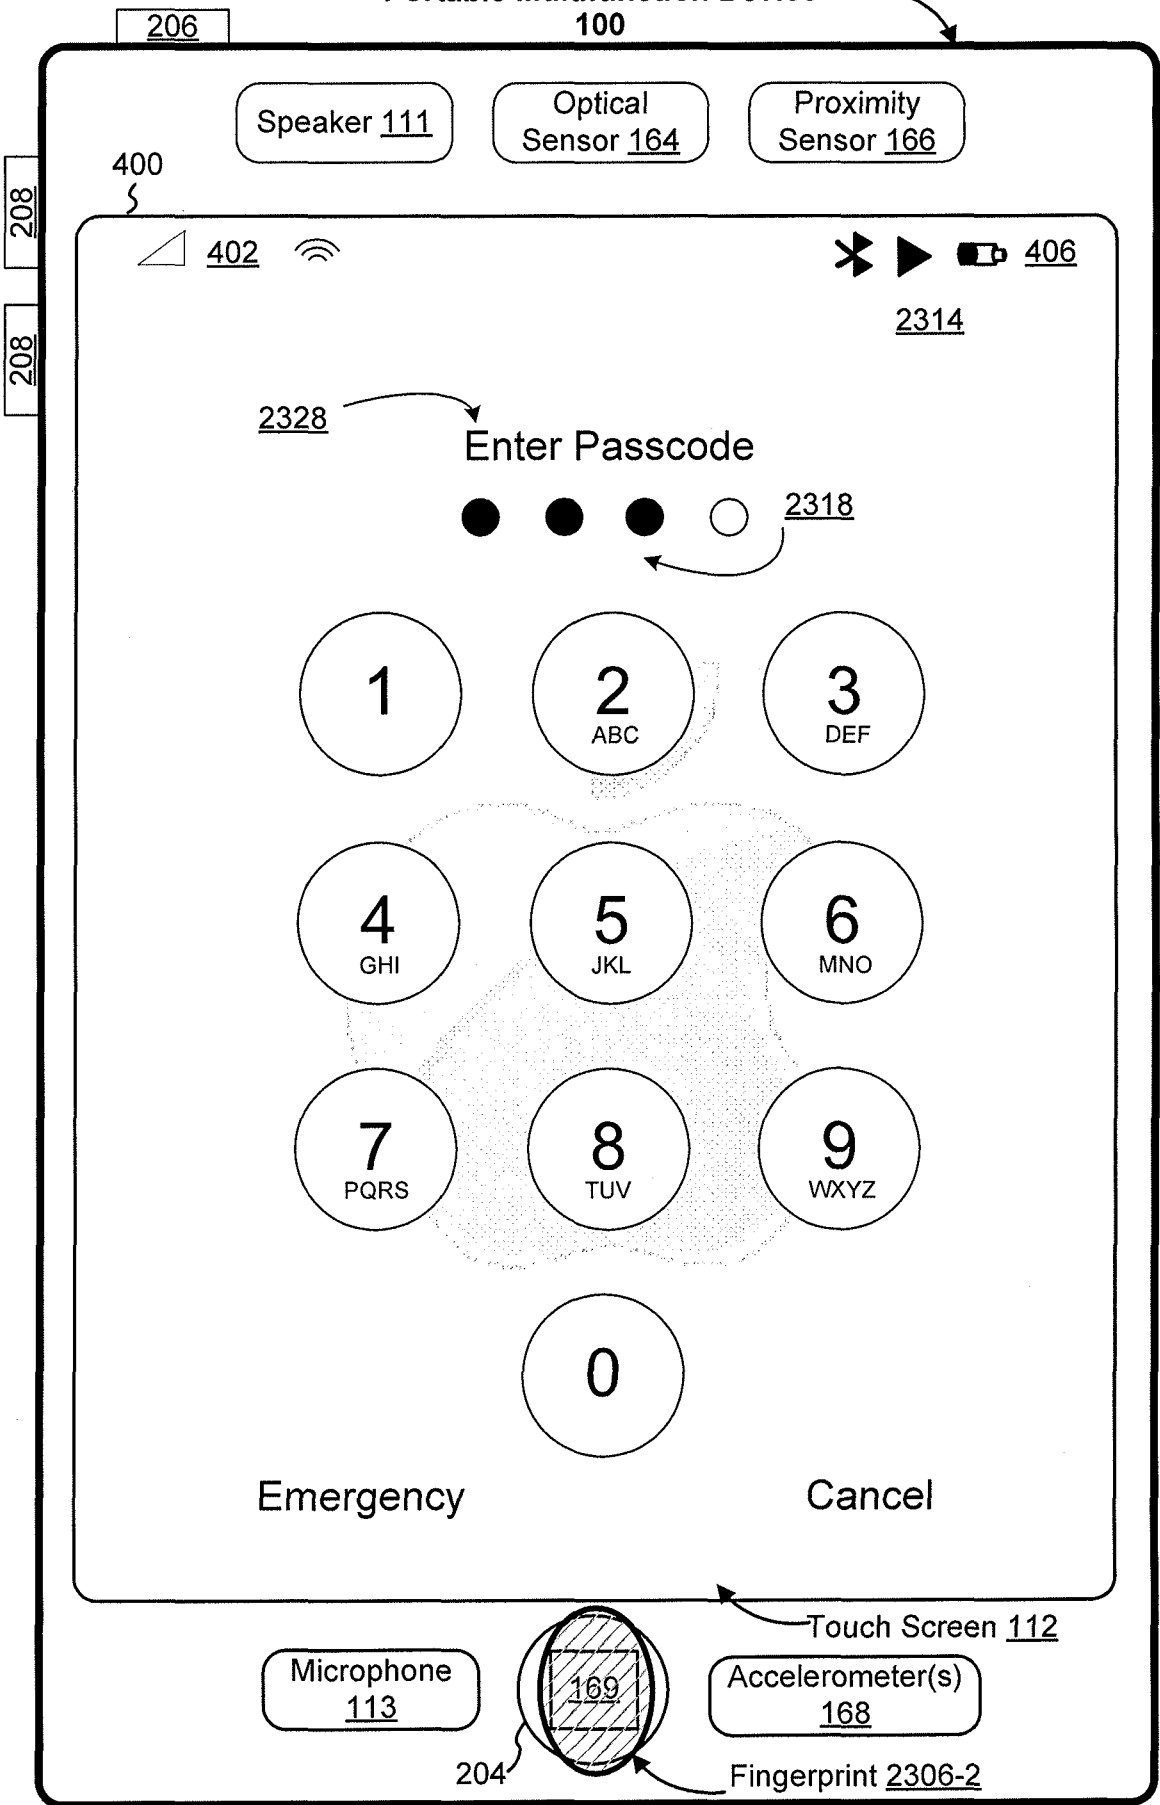 206
100
Speaker 111
Optical
Sensor 164
Proximity
Sensor 166
400
208
402
406
2314
208
2328
Enter Passcode
2318
1
2
ABC
3
DEF
4
GHI
5
JKL
6
MNO
7
PQRS
8
TUV
9
WXYZ
0
Emergency
Cancel
Touch Screen 112
Microphone
113
169
Accelerometer(s)
168
204
Fingerprint 2306-2